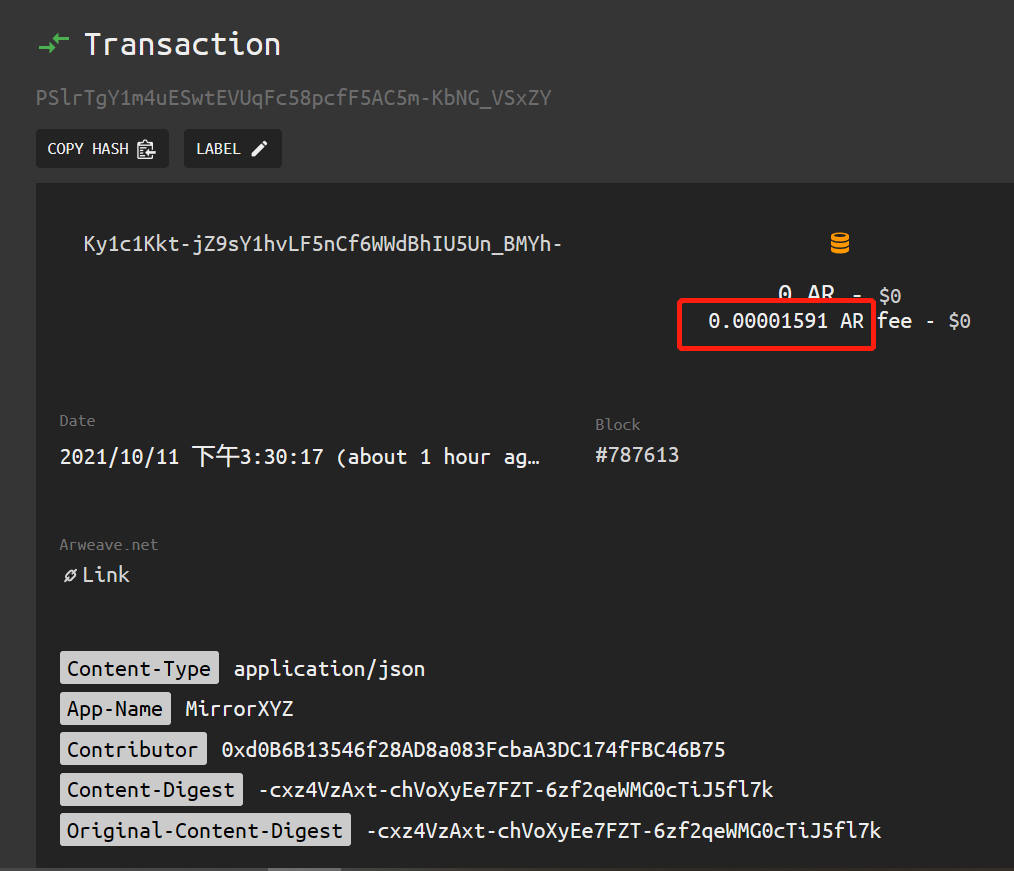 Transaction
PSlrTgY1m4uESwtEVUqFc58pcfF5AC5m-KbNG_VSxZY
COPY HASH
LABEL
Ky1c1Kkt-jZ9sY1hvLF5nCf6WWdBhIU5Un_BMYh-
0 AR - $0
0.00001591 AR fee - $0
Date
2021/10/11 下午3:30:17 (about 1 hour ag…
Block
#787613
Arweave.net
Link
Content-Type application/json
App-Name MirrorXYZ
Contributor 0xd0B6B13546f28AD8a083FcbaA3DC174fFBC46B75
Content-Digest -cxz4VzAxt-chVoXyEe7FZT-6zf2qeWMG0cTiJ5fl7k
Original-Content-Digest -cxz4VzAxt-chVoXyEe7FZT-6zf2qeWMG0cTiJ5fl7k